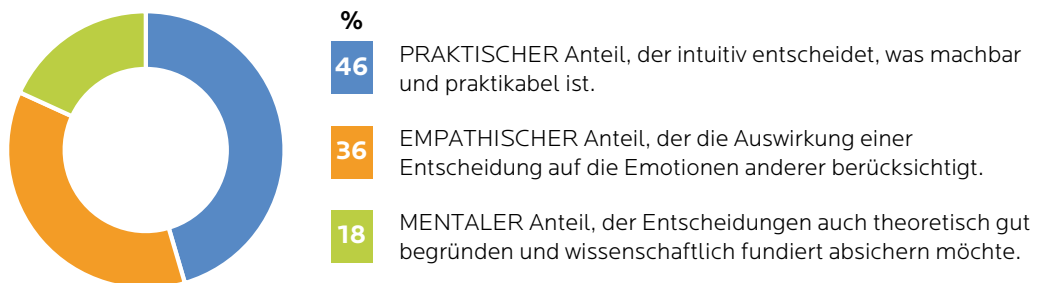 %
46
PRAKTISCHER Anteil, der intuitiv entscheidet, was machbar
und praktikabel ist.
36
EMPATHISCHER Anteil, der die Auswirkung einer
Entscheidung auf die Emotionen anderer berücksichtigt.
18
MENTALER Anteil, der Entscheidungen auch theoretisch gut
begründen und wissenschaftlich fundiert absichern möchte.